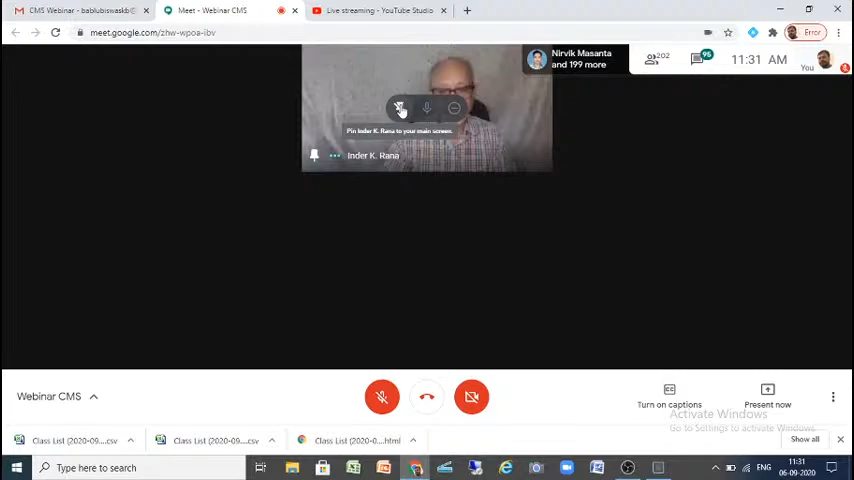 CMS Webinar - bablubiswaskb@
Meet - Webinar CMS
Live streaming - YouTube Studio
meet.google.com/zhw-wpoa-ibv
Error
Nirvik Masanta
and 199 more
202
96
11:31 AM
You
Pin Inder K. Rana to your main screen.
Inder K. Rana
Webinar CMS
Turn on captions
Present now
Activate Windows
Go to Settings to activate Windows.
Class List (2020-09....csv
Class List (2020-09....csv
Class List (2020-0....html
Show all
Type here to search
ENG
11:31
06-09-2020